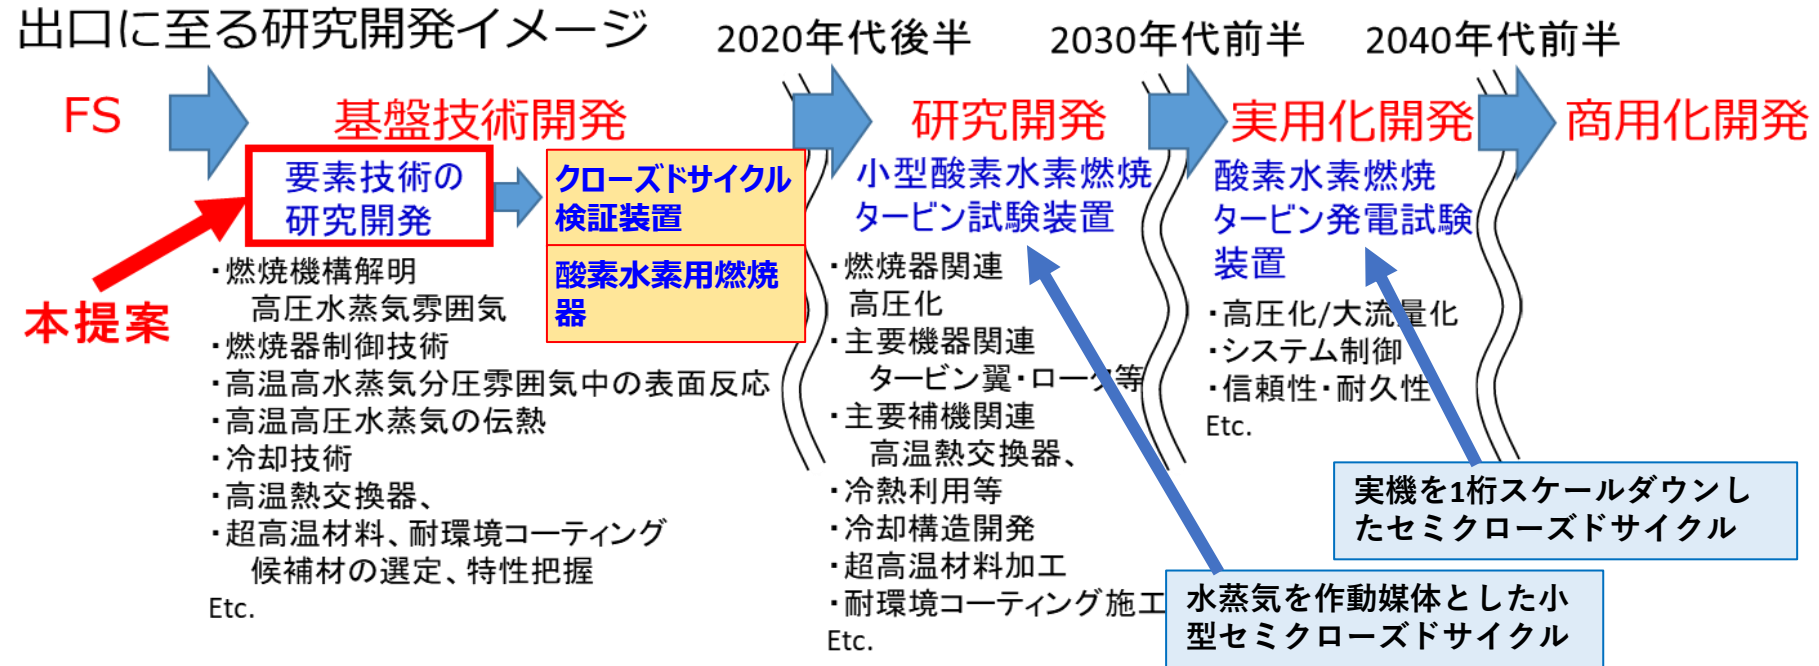 出口に至る研究開発イメージ
2020年代後半
2030年代前半
2040年代前半
FS
基盤技術開発
研究開発
実用化開発
商用化開発
要素技術の
研究開発
クローズドサイクル
検証装置
酸素水素用燃焼
器
本提案
・燃焼機構解明
高圧水蒸気雰囲気
・燃焼器制御技術
・高温高水蒸気分圧雰囲気中の表面反応
・高温高圧水蒸気の伝熱
・冷却技術
・高温熱交換器、
・超高温材料、耐環境コーティング
候補材の選定、特性把握
Etc.
小型酸素水素燃焼
タービン試験装置
・燃焼器関連
高圧化
・主要機器関連
タービン翼・ロータ等
・主要補機関連
高温熱交換器、
・冷熱利用等
・冷却構造開発
・超高温材料加工
・耐環境コーティング施工
Etc.
酸素水素燃焼
タービン発電試験
装置
・高圧化/大流量化
・システム制御
・信頼性・耐久性
Etc.
実機を1桁スケールダウンし
たセミクローズドサイクル
水蒸気を作動媒体とした小
型セミクローズドサイクル